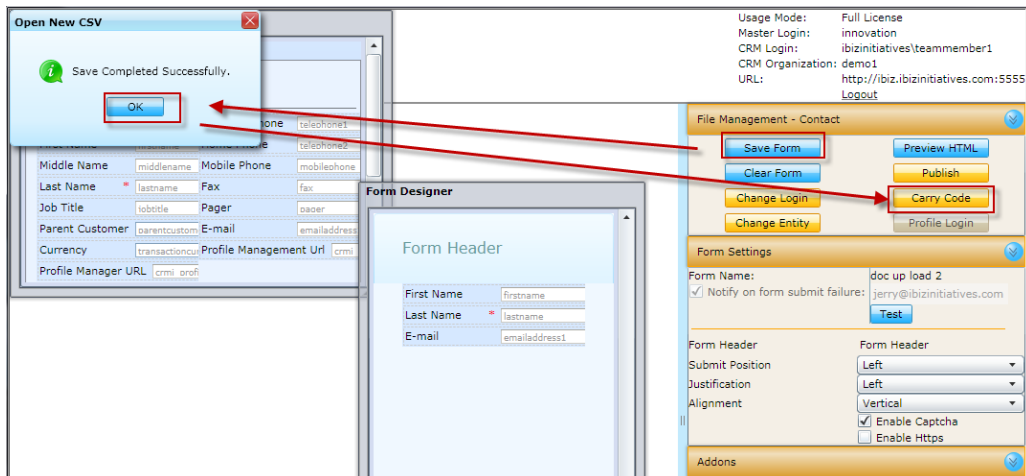 Open New CSV
Save Completed Successfully.
OK
hone telephone1
telephone2
Middle Name middlename Mobile Phone mobilephone
Last Name * lastname Fax fax
Job Title jobtitle Pager pager
Parent Customer parentcustom E-mail emailaddress
Currency transactioncu Profile Management Url crmi
Profile Manager URL crmi_profi
Form Designer
Form Header
First Name firstname
Last Name * lastname
E-mail emailaddress1
Usage Mode: Full License
Master Login: innovation
CRM Login: ibizinitiatives\teammember1
CRM Organization: demo1
URL: http://ibiz.ibizinitiatives.com:5555
Logout
File Management - Contact
Save Form Preview HTML
Clear Form Publish
Change Login Carry Code
Change Entity Profile Login
Form Settings
Form Name: doc up load 2
Notify on form submit failure: jerry@ibizinitiatives.com
Test
Form Header Form Header
Submit Position Left
Justification Left
Alignment Vertical
Enable Captcha
Enable Https
Addons